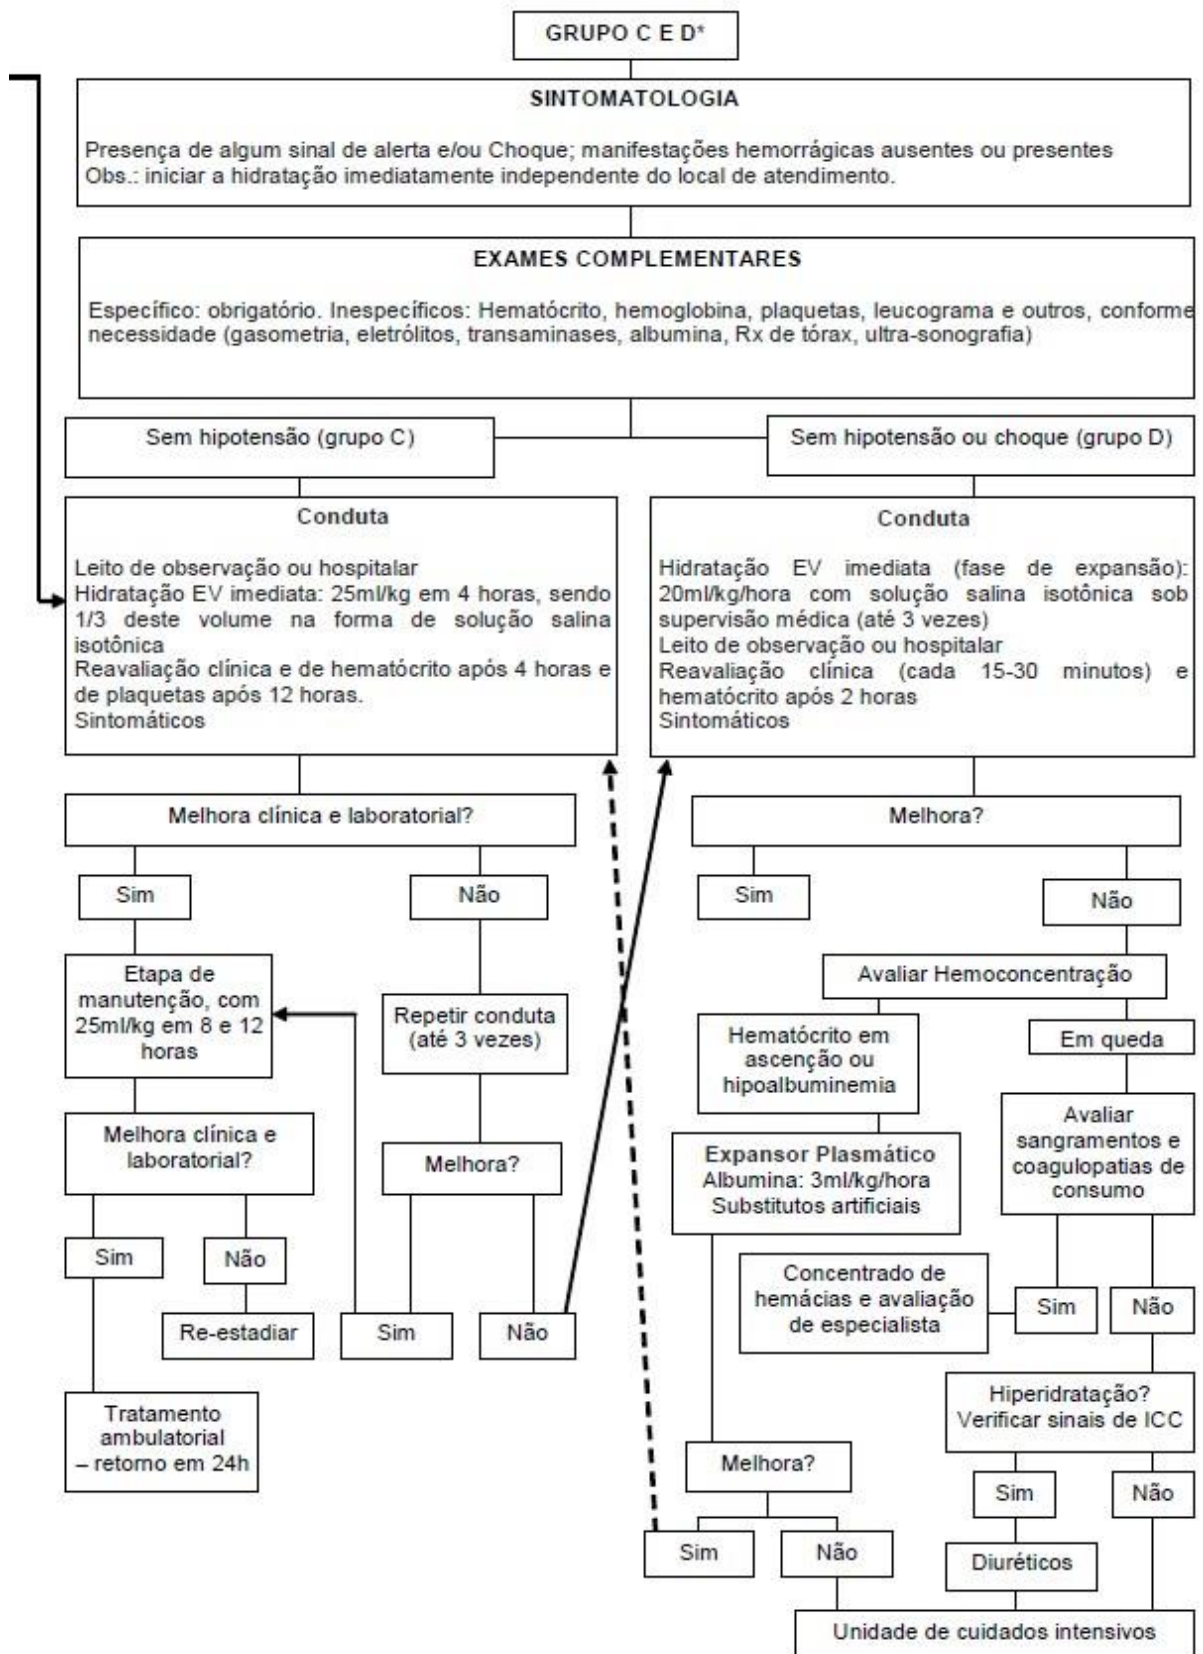 GRUPO C E D*
SINTOMATOLOGIA
Presença de algum sinal de alerta e/ou Choque; manifestações hemorrágicas ausentes ou presentes
Obs.: iniciar a hidratação imediatamente independente do local de atendimento.
EXAMES COMPLEMENTARES
Específico: obrigatório. Inespecíficos: Hematócrito, hemoglobina, plaquetas, leucograma e outros, conforme
necessidade (gasometria, eletrólitos, transaminases, albumina, Rx de tórax, ultra-sonografia)
Sem hipotensão (grupo C)
Sem hipotensão ou choque (grupo D)
Conduta
Leito de observação ou hospitalar
Hidratação EV imediata: 25ml/kg em 4 horas, sendo
1/3 deste volume na forma de solução salina
isotônica
Reavaliação clínica e de hematócrito após 4 horas e
de plaquetas após 12 horas.
Sintomáticos
Conduta
Hidratação EV imediata (fase de expansão):
20ml/kg/hora com solução salina isotônica sob
supervisão médica (até 3 vezes)
Leito de observação ou hospitalar
Reavaliação clínica (cada 15-30 minutos) e
hematócrito após 2 horas
Sintomáticos
Melhora clínica e laboratorial?
Sim
Não
Etapa de
manutenção, com
25ml/kg em 8 e 12
horas
Repetir conduta
(até 3 vezes)
Melhora clínica e
laboratorial?
Melhora?
Sim
Não
Re-estadiar
Sim
Não
Tratamento
ambulatorial
– retorno em 24h
Melhora?
Sim
Não
Avaliar Hemoconcentração
Hematócrito em
ascenção ou
hipoalbuminemia
Em queda
Expansor Plasmático
Albumina: 3ml/kg/hora
Substitutos artificiais
Avaliar
sangramentos e
coagulopatias de
consumo
Concentrado de
hemácias e avaliação
de especialista
Sim
Não
Hiperidratação?
Verificar sinais de ICC
Melhora?
Sim
Não
Sim
Não
Diuréticos
Unidade de cuidados intensivos